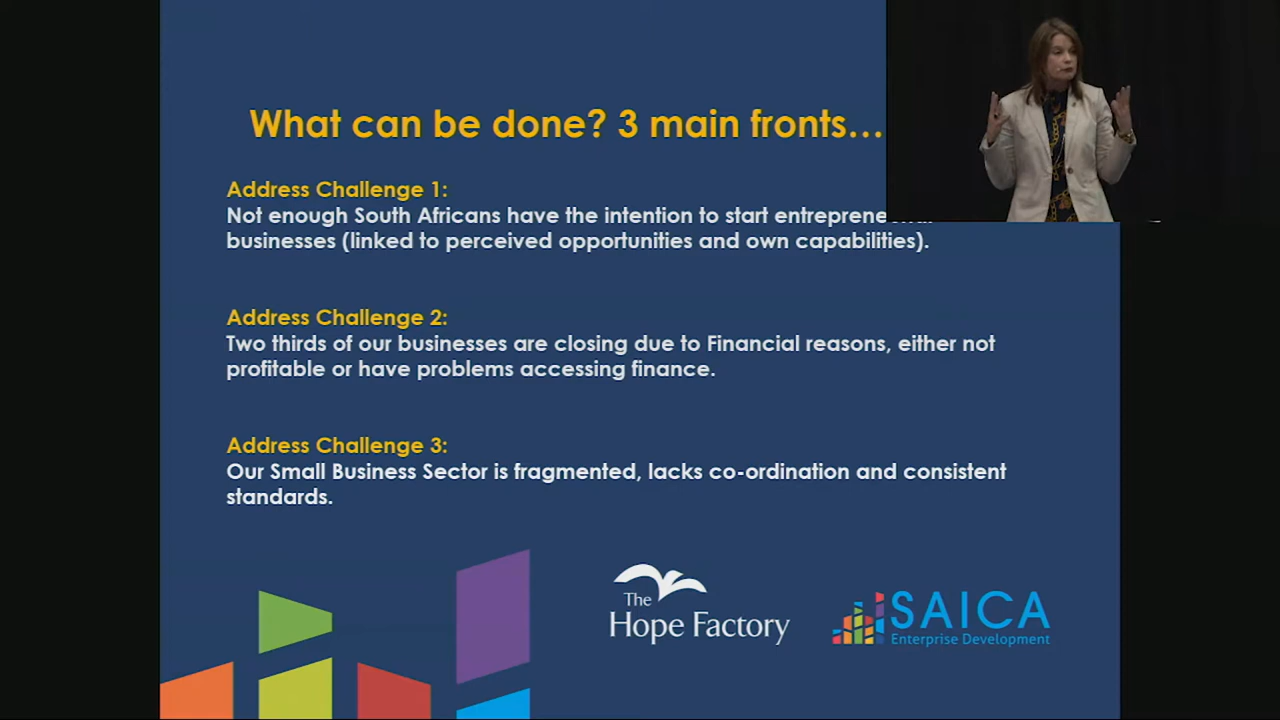 What can be done? 3 main fronts...
Address Challenge 1:
Not enough South Africans have the intention to start
businesses (linked to perceived opportunities and own capabilities).
Address Challenge 2:
Two thirds of our businesses are closing due to Financial reasons, either not
profitable or have problems accessing finance.
Address Challenge 3:
Our Small Business Sector is fragmented, lacks co-ordination and consistent
standards.
The
Hope Factory
SAICA
Enterprise Development